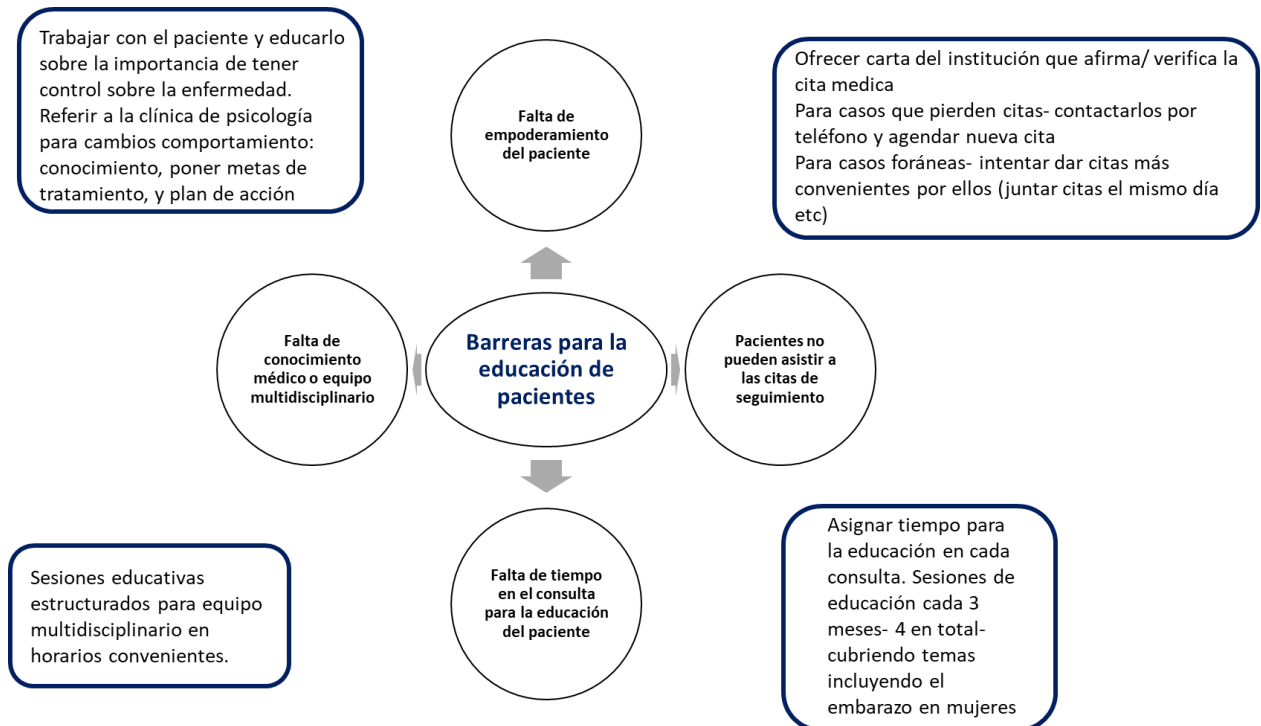 Trabajar con el paciente y educarlo
sobre la importancia de tener
control sobre la enfermedad.
Referir a la clínica de psicología
para cambios comportamiento:
conocimiento, poner metas de
tratamiento, y plan de acción
Falta de
empoderamiento
del paciente
Ofrecer carta del institución que afirma/ verifica la
cita medica
Para casos que pierden citas- contactarlos por
teléfono y agendar nueva cita
Para casos foráneas- intentar dar citas más
convenientes por ellos (juntar citas el mismo día
etc)
Falta de
conocimiento
médico o equipo
multidisciplinario
Barreras para la
educación de
pacientes
Pacientes no
pueden asistir a
las citas de
seguimiento
Sesiones educativas
estructurados para equipo
multidisciplinario en
horarios convenientes.
Falta de tiempo
en el consulta
para la educación
del paciente
Asignar tiempo para
la educación en cada
consulta. Sesiones de
educación cada 3
meses- 4 en total-
cubriendo temas
incluyendo el
embarazo en mujeres